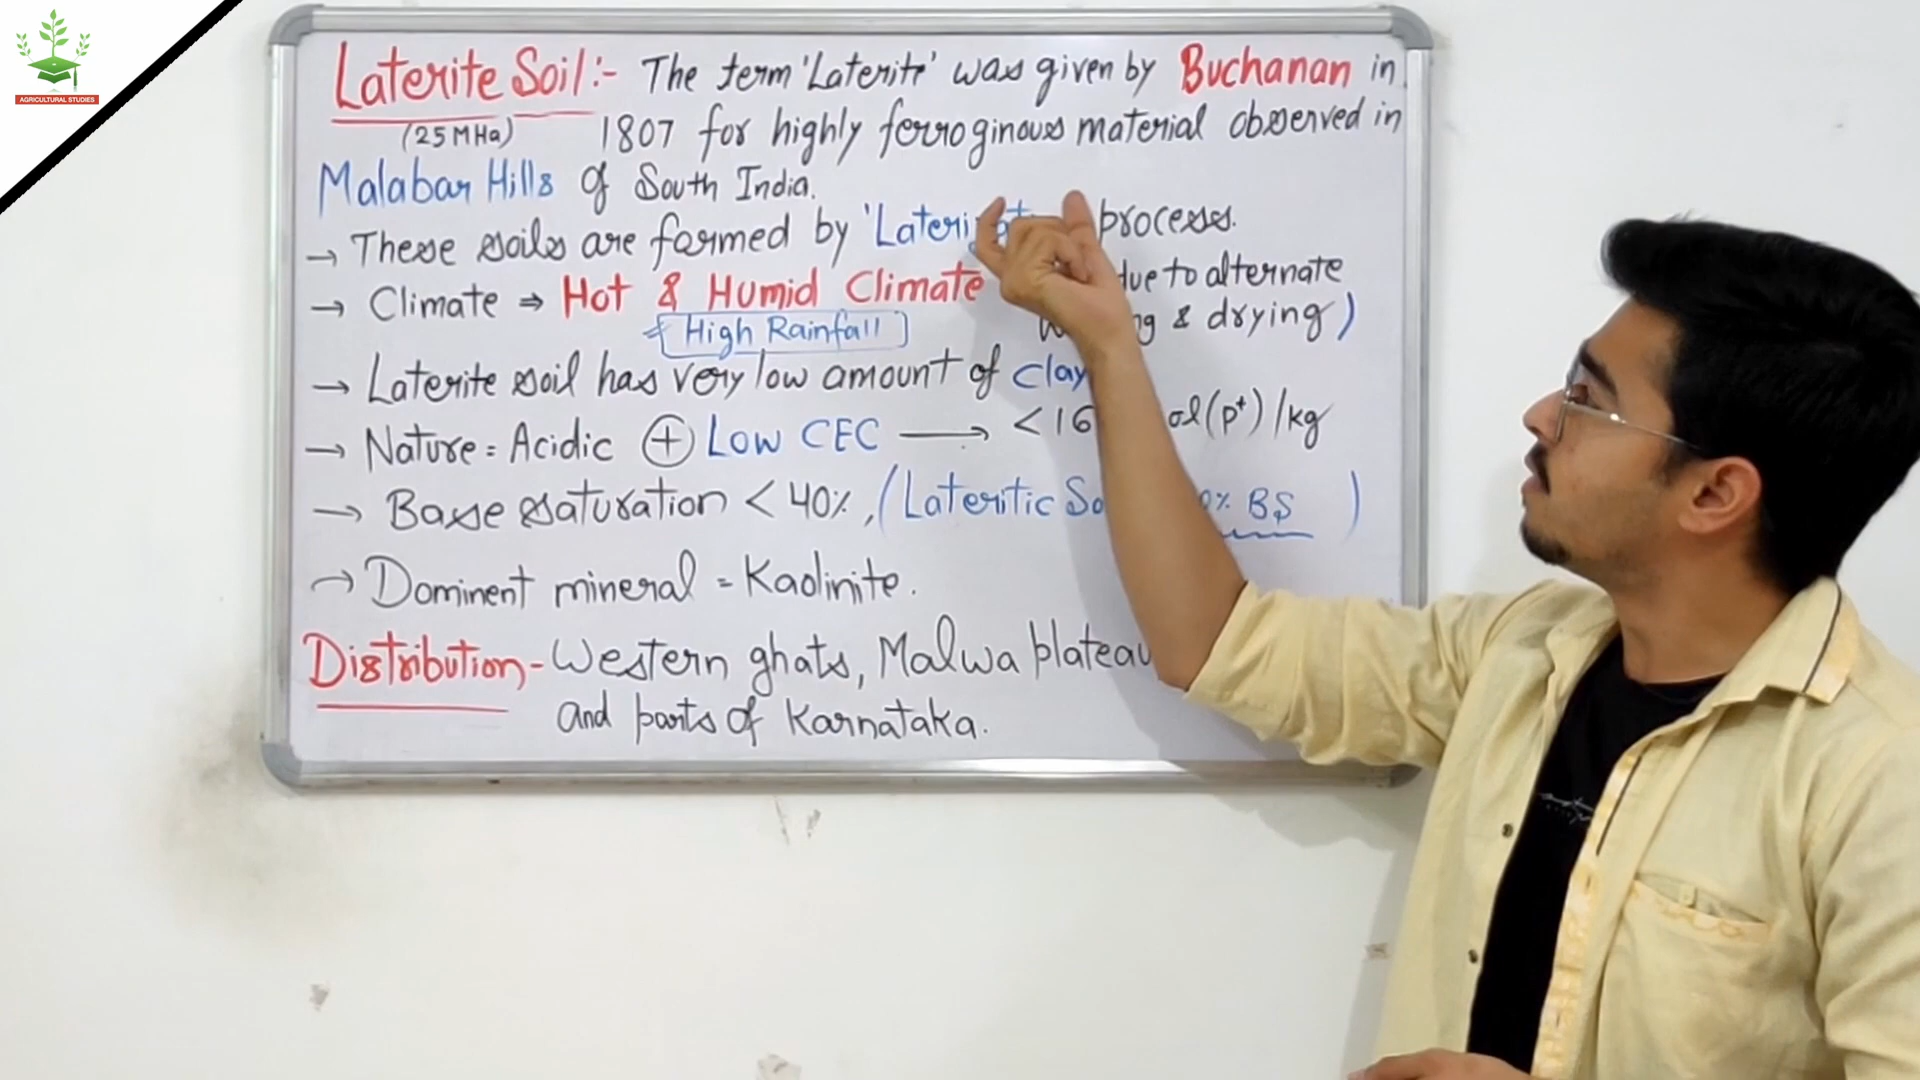 AGRICULTURAL STUDIES
Laterite Soil:- The term 'Laterite' was given by Buchanan in
(25 MHa) 1807 for highly ferroginous material observed in
Malabar Hills of South India.
→ These soils are formed by ' process.
→ Climate ⇒ Hot & Humid Climate due to alternate
High Rainfall & drying)
→ Laterite soil has very low amount of clay
→ Nature = Acidic ⊕ Low CEC → <16 (p+)/kg
→ Base saturation < 40%, (Lateritic BS)
→ Dominent mineral = Kaolinite.
Distribution- Western ghats, Malwa plateau
and parts of Karnataka.